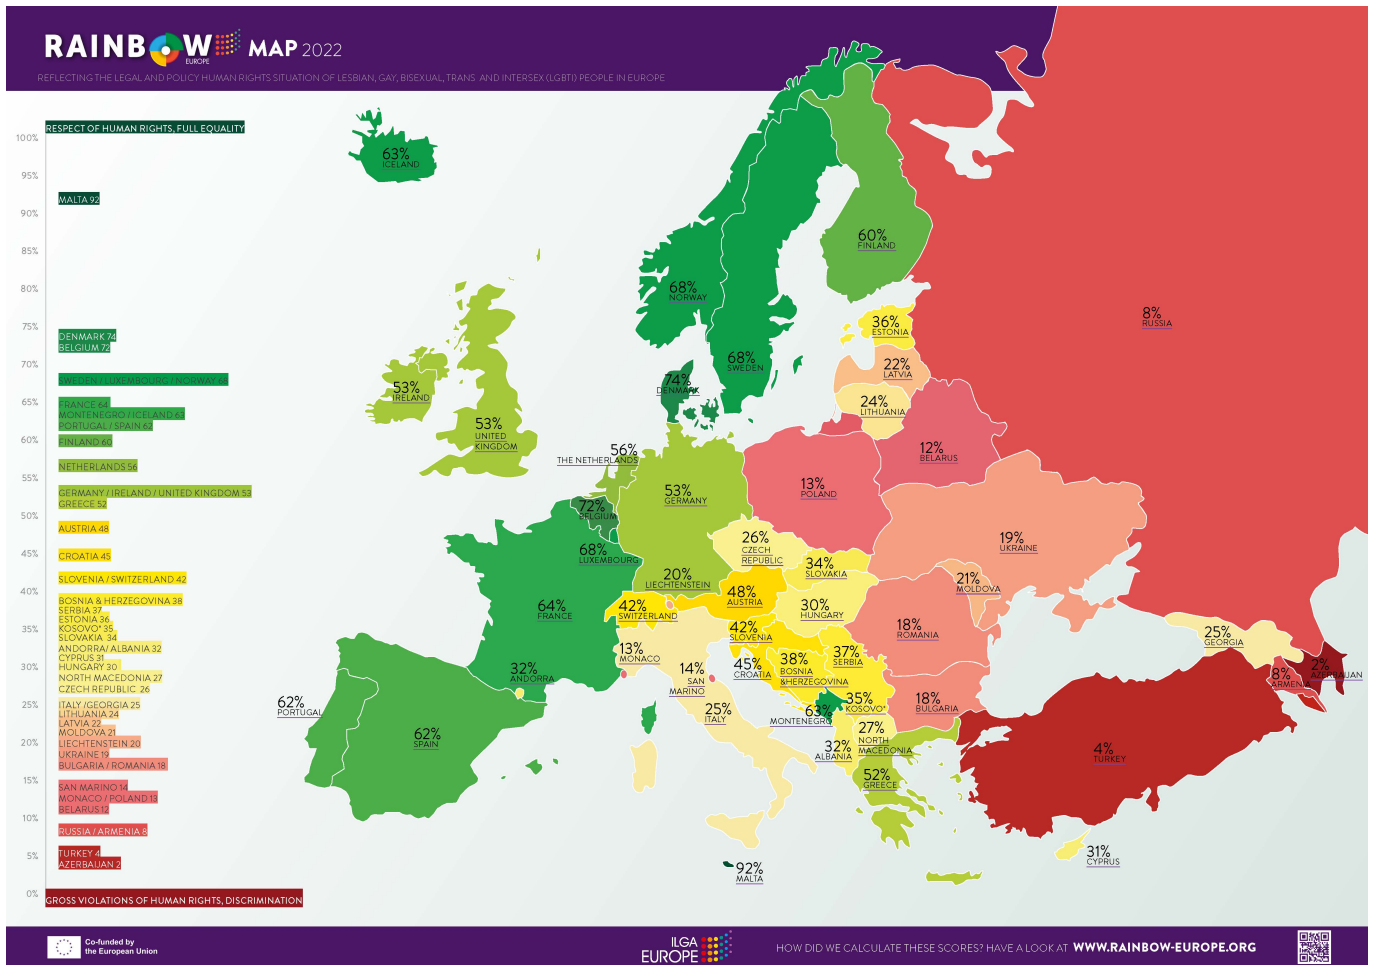 RAINBOW
EUROPE
MAP 2022
REFLECTING THE LEGAL AND POLICY HUMAN RIGHTS SITUATION OF LESBIAN, GAY, BISEXUAL, TRANS AND INTERSEX (LGBTI) PEOPLE IN EUROPE
RESPECT OF HUMAN RIGHTS, FULL EQUALITY
100%
95%
MALTA 92
90%
85%
80%
75%
DENMARK 74
BELGIUM 72
70%
SWEDEN / LUXEMBOURG / NORWAY 68
65%
FRANCE 64
MONTENEGRO / ICELAND 63
PORTUGAL / SPAIN 62
60%
FINLAND 60
NETHERLANDS 56
55%
GERMANY / IRELAND / UNITED KINGDOM 53
GREECE 52
50%
AUSTRIA 48
45%
CROATIA 45
SLOVENIA / SWITZERLAND 42
40%
BOSNIA & HERZEGOVINA 38
SERBIA 37
ESTONIA 36
KOSOVO* 35
35%
SLOVAKIA 34
ANDORRA/ ALBANIA 32
CYPRUS 31
30%
HUNGARY 30
NORTH MACEDONIA 27
CZECH REPUBLIC 26
25%
ITALY /GEORGIA 25
LITHUANIA 24
LATVIA 22
MOLDOVA 21
20%
LIECHTENSTEIN 20
UKRAINE 19
BULGARIA / ROMANIA 18
15%
SAN MARINO 14
MONACO / POLAND 13
BELARUS 12
10%
RUSSIA / ARMENIA 8
5%
TURKEY 4
AZERBAIJAN 2
0%
GROSS VIOLATIONS OF HUMAN RIGHTS, DISCRIMINATION
63%
ICELAND
60%
FINLAND
68%
NORWAY
68%
SWEDEN
8%
RUSSIA
36%
ESTONIA
22%
LATVIA
24%
LITHUANIA
74%
DENMARK
53%
IRELAND
53%
UNITED
KINGDOM
56%
THE NETHERLANDS
12%
BELARUS
13%
POLAND
53%
GERMANY
72%
BELGIUM
68%
LUXEMBOURG
26%
CZECH
REPUBLIC
19%
UKRAINE
34%
SLOVAKIA
20%
LIECHTENSTEIN
21%
MOLDOVA
48%
AUSTRIA
30%
HUNGARY
64%
FRANCE
42%
SWITZERLAND
42%
SLOVENIA
18%
ROMANIA
25%
GEORGIA
13%
MONACO
37%
SERBIA
45%
CROATIA
38%
BOSNIA
&HERZEGOVINA
14%
SAN
MARINO
32%
ANDORRA
2%
AZERBAIJAN
8%
ARMENIA
62%
PORTUGAL
62%
SPAIN
25%
ITALY
63%
MONTENEGRO
35%
KOSOVO*
18%
BULGARIA
27%
NORTH
MACEDONIA
32%
ALBANIA
52%
GREECE
4%
TURKEY
31%
CYPRUS
92%
MALTA
Co-funded by
the European Union
ILGA
EUROPE
HOW DID WE CALCULATE THESE SCORES? HAVE A LOOK AT WWW.RAINBOW-EUROPE.ORG